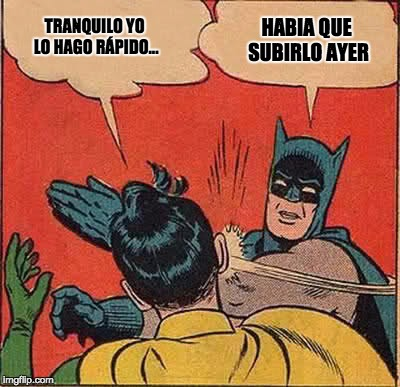 TRANQUILO YO
LO HAGO RÁPIDO...
HABIA QUE
SUBIRLO AYER
imgflip.com